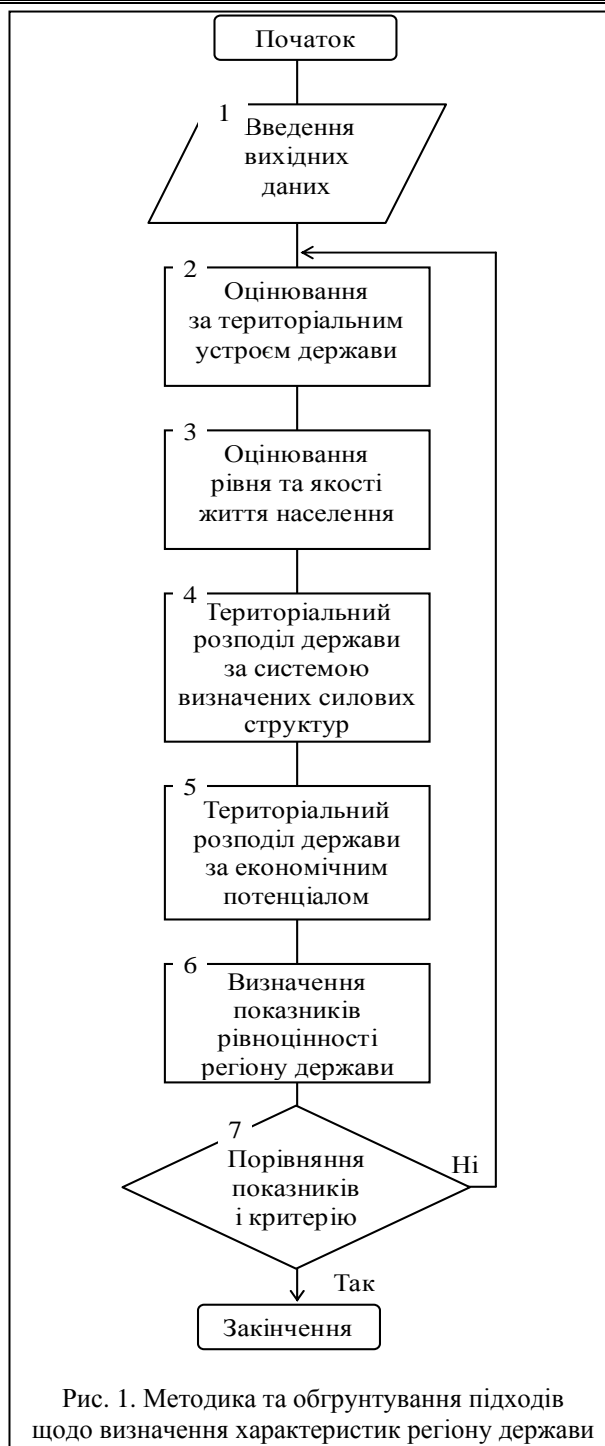 Початок
1
Введення
вихідних
даних
2
Оцінювання
за територіальним
устроєм держави
3
Оцінювання
рівня та якості
життя населення
4
Територіальний
розподіл держави
за системою
визначених силових
структур
5
Територіальний
розподіл держави
за економічним
потенціалом
6
Визначення
показників
рівноцінності
регіону держави
7
Порівняння
показників
і критерію
Ні
Так
Закінчення
Рис. 1. Методика та обгрунтування підходів
щодо визначення характеристик регіону держави